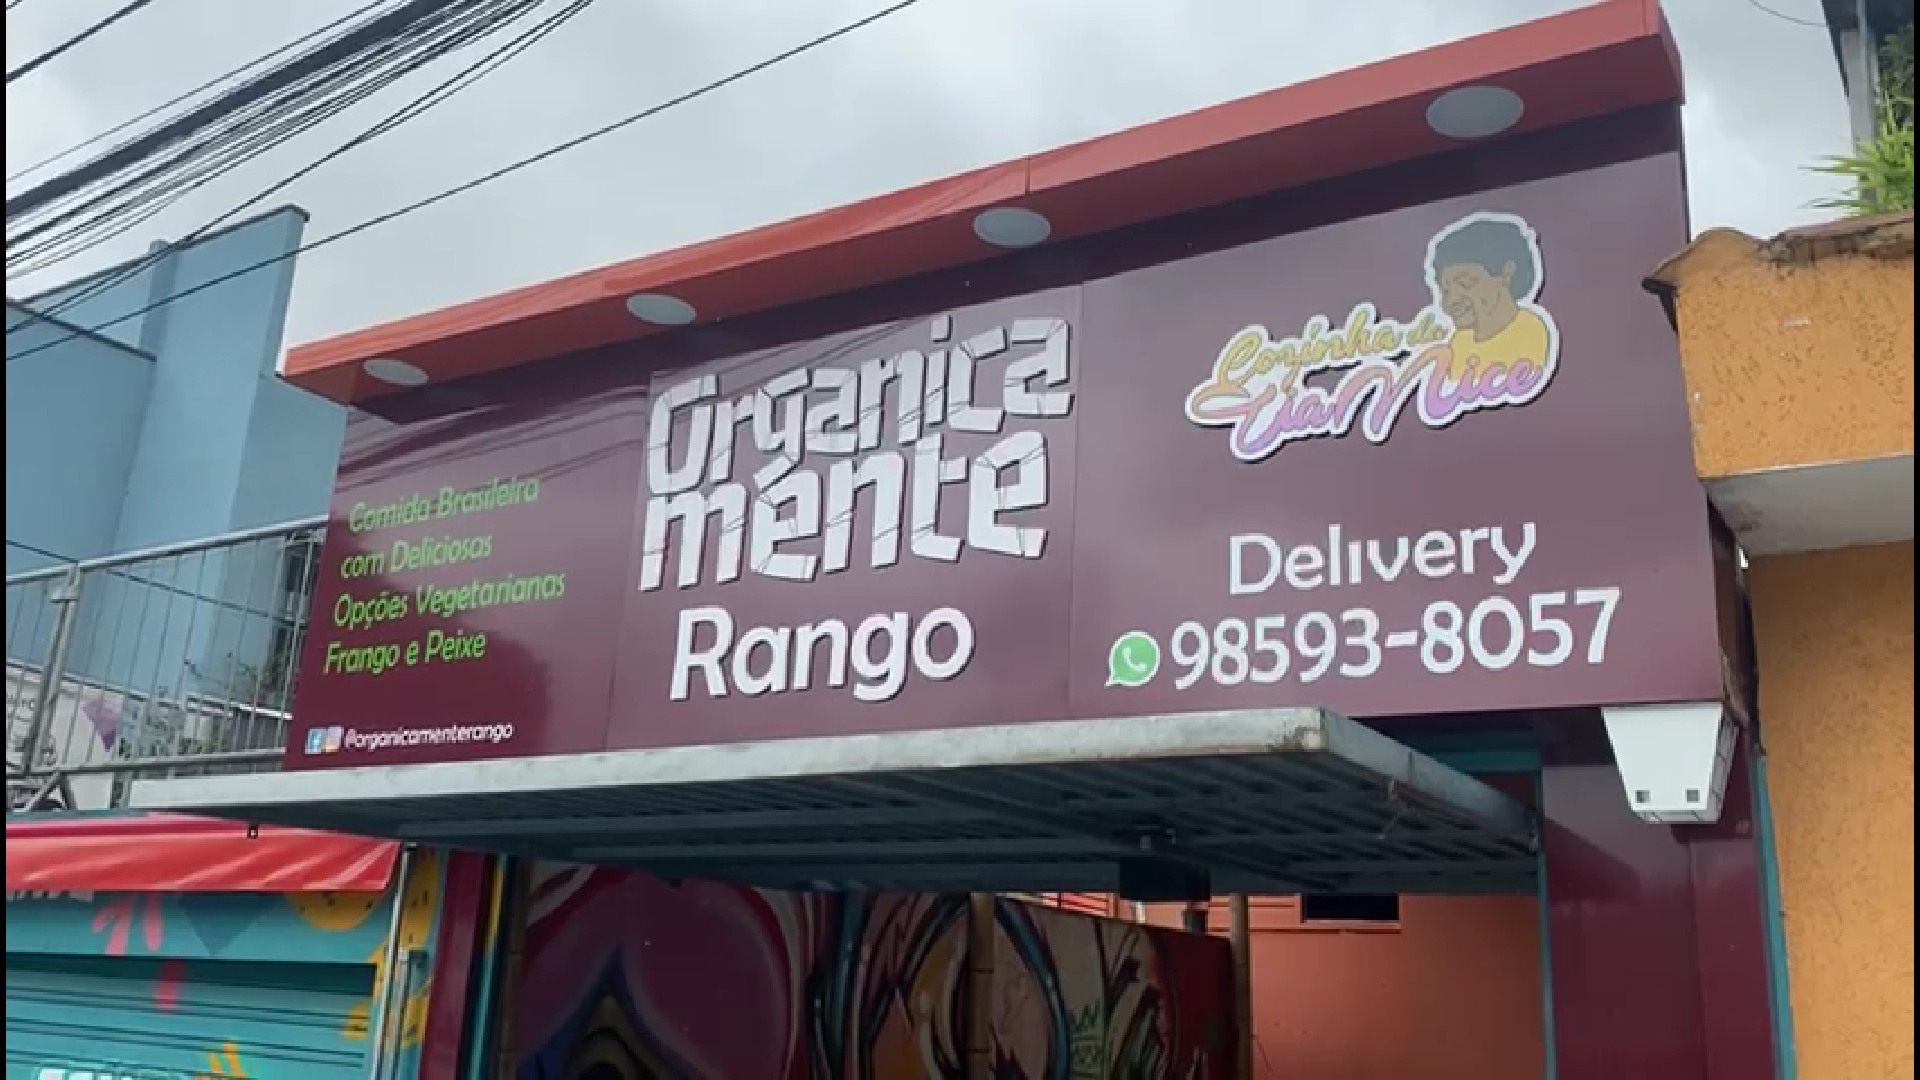 Comida Brasileira
com Deliciosas
Opções Vegetarianas
Frango e Peixe
@organicamenterango
Organica
mente
Rango
Cozinha da
Tia Nice
Delivery
98593-8057